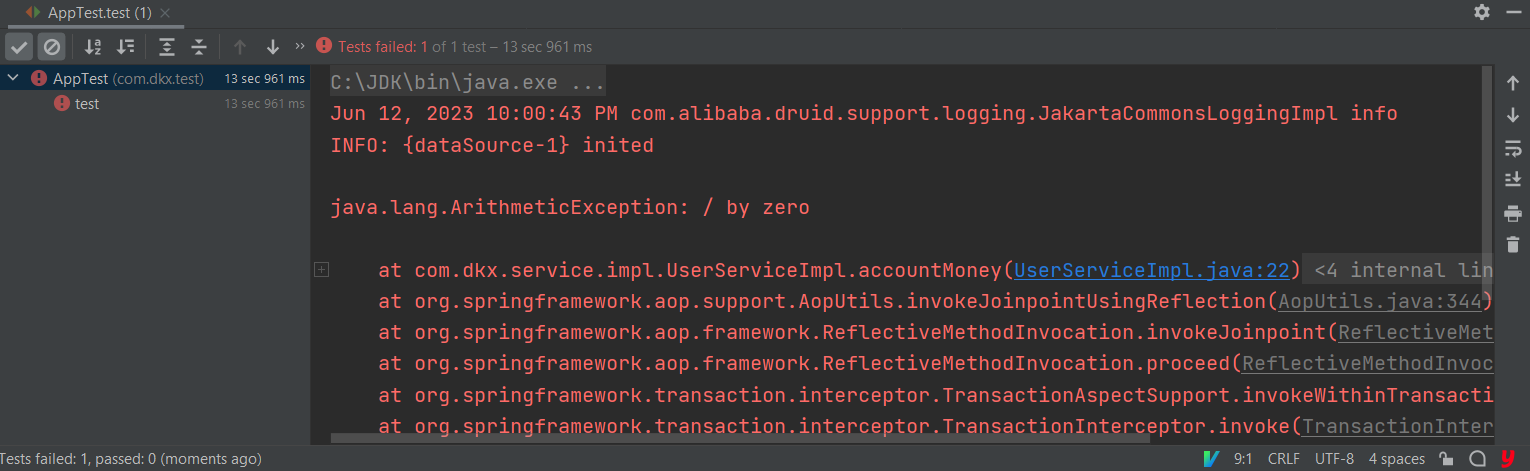 AppTest.test (1)
Tests failed: 1 of 1 test – 13 sec 961 ms
AppTest (com.dkx.test) 13 sec 961 ms
test 13 sec 961 ms
C:\JDK\bin\java.exe ...
Jun 12, 2023 10:00:43 PM com.alibaba.druid.support.logging.JakartaCommonsLoggingImpl info
INFO: {dataSource-1} inited
java.lang.ArithmeticException: / by zero
at com.dkx.service.impl.UserServiceImpl.accountMoney(UserServiceImpl.java:22) <4 internal lin
at org.springframework.aop.support.AopUtils.invokeJoinpointUsingReflection(AopUtils.java:344)
at org.springframework.aop.framework.ReflectiveMethodInvocation.invokeJoinpoint(ReflectiveMet
at org.springframework.aop.framework.ReflectiveMethodInvocation.proceed(ReflectiveMethodInvoc
at org.springframework.transaction.interceptor.TransactionAspectSupport.invokeWithinTransacti
at org.springframework.transaction.interceptor.TransactionInterceptor.invoke(TransactionInter
Tests failed: 1, passed: 0 (moments ago) 9:1 CRLF UTF-8 4 spaces